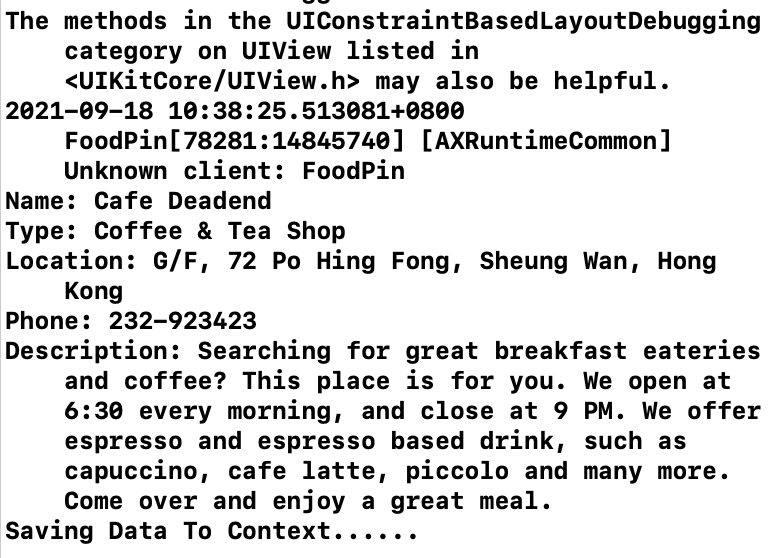 The methods in the UIConstraintBasedLayoutDebugging
category on UIView listed in
<UIKitCore/UIView.h> may also be helpful.
2021-09-18 10:38:25.513081+0800
FoodPin[78281:14845740] [AXRuntimeCommon]
Unknown client: FoodPin
Name: Cafe Deadend
Type: Coffee & Tea Shop
Location: G/F, 72 Po Hing Fong, Sheung Wan, Hong
Kong
Phone: 232-923423
Description: Searching for great breakfast eateries
and coffee? This place is for you. We open at
6:30 every morning, and close at 9 PM. We offer
espresso and espresso based drink, such as
capuccino, cafe latte, piccolo and many more.
Come over and enjoy a great meal.
Saving Data To Context......